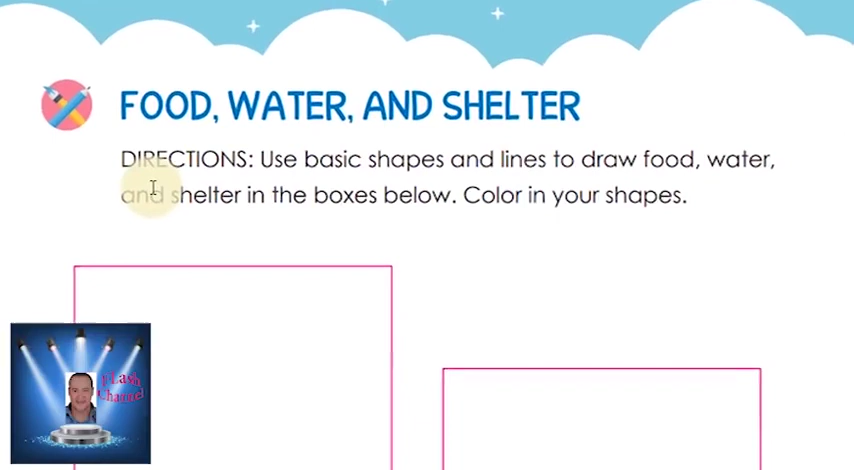 FOOD, WATER, AND SHELTER
DIRECTIONS: Use basic shapes and lines to draw food, water,
and shelter in the boxes below. Color in your shapes.
Channel